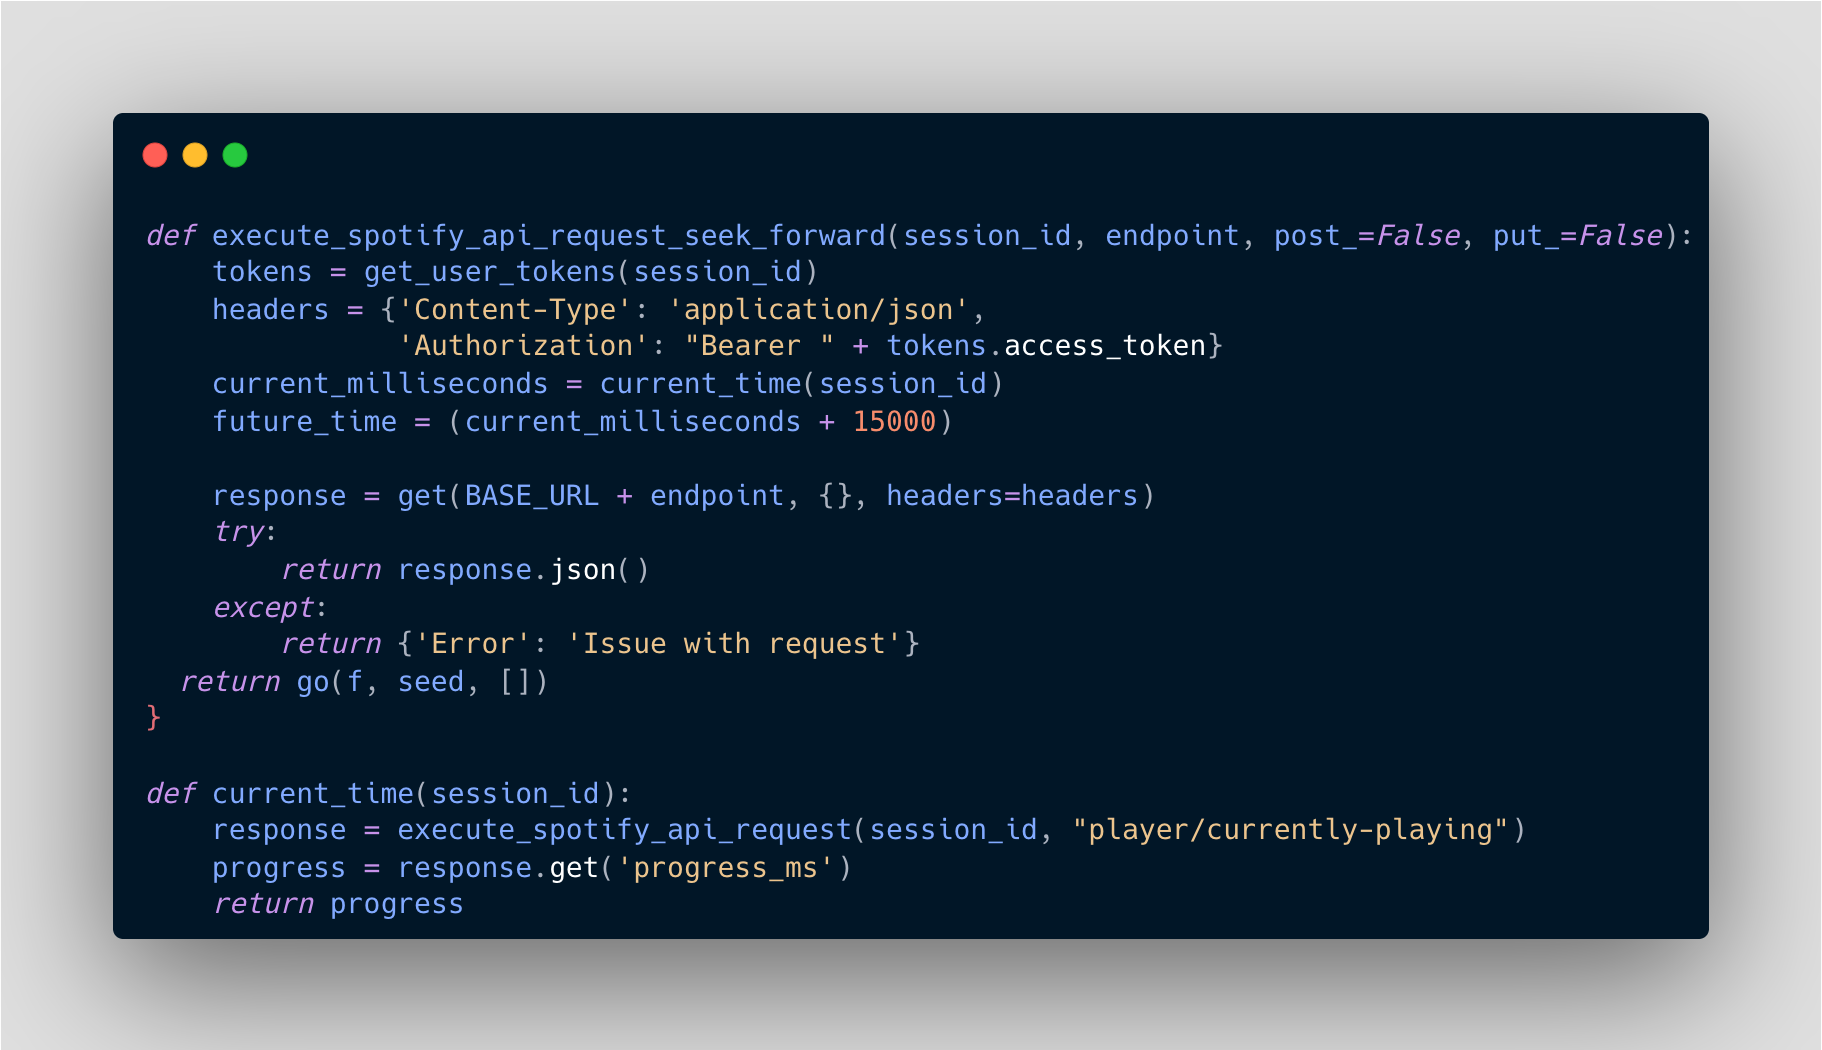 def execute_spotify_api_request_seek_forward(session_id, endpoint, post_=False, put_=False):
    tokens = get_user_tokens(session_id)
    headers = {'Content-Type': 'application/json',
               'Authorization': "Bearer " + tokens.access_token}
    current_milliseconds = current_time(session_id)
    future_time = (current_milliseconds + 15000)

    response = get(BASE_URL + endpoint, {}, headers=headers)
    try:
        return response.json()
    except:
        return {'Error': 'Issue with request'}
  return go(f, seed, [])
}

def current_time(session_id):
    response = execute_spotify_api_request(session_id, "player/currently-playing")
    progress = response.get('progress_ms')
    return progress